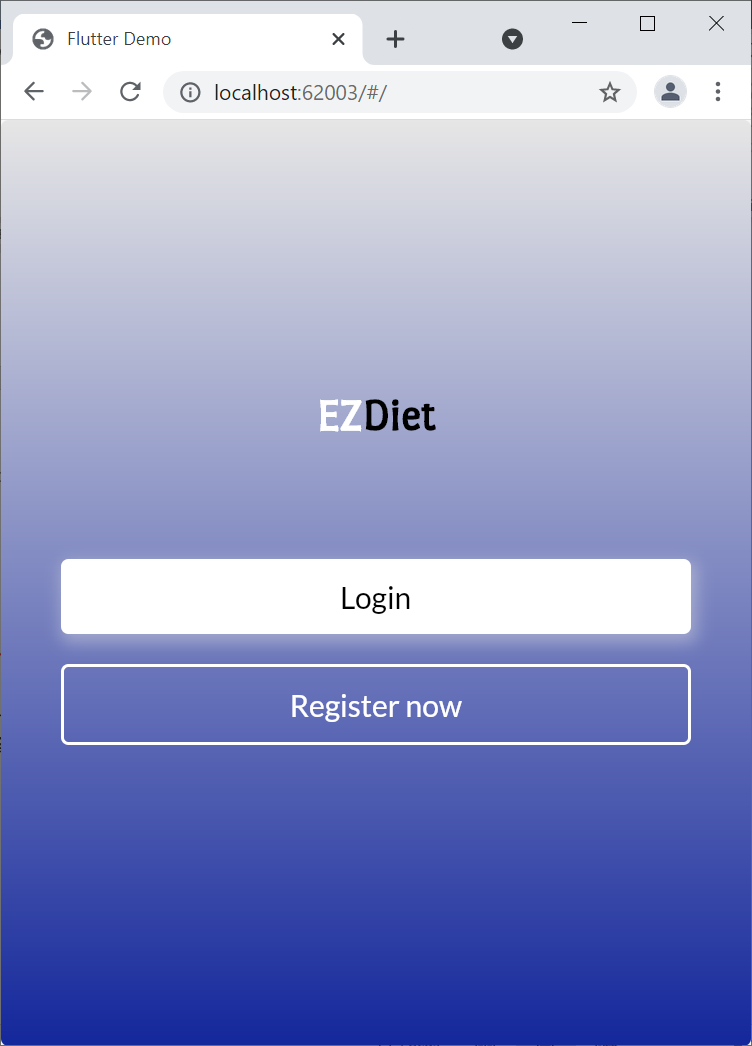 Flutter Demo
localhost:62003/#/
EZDiet
Login
Register now